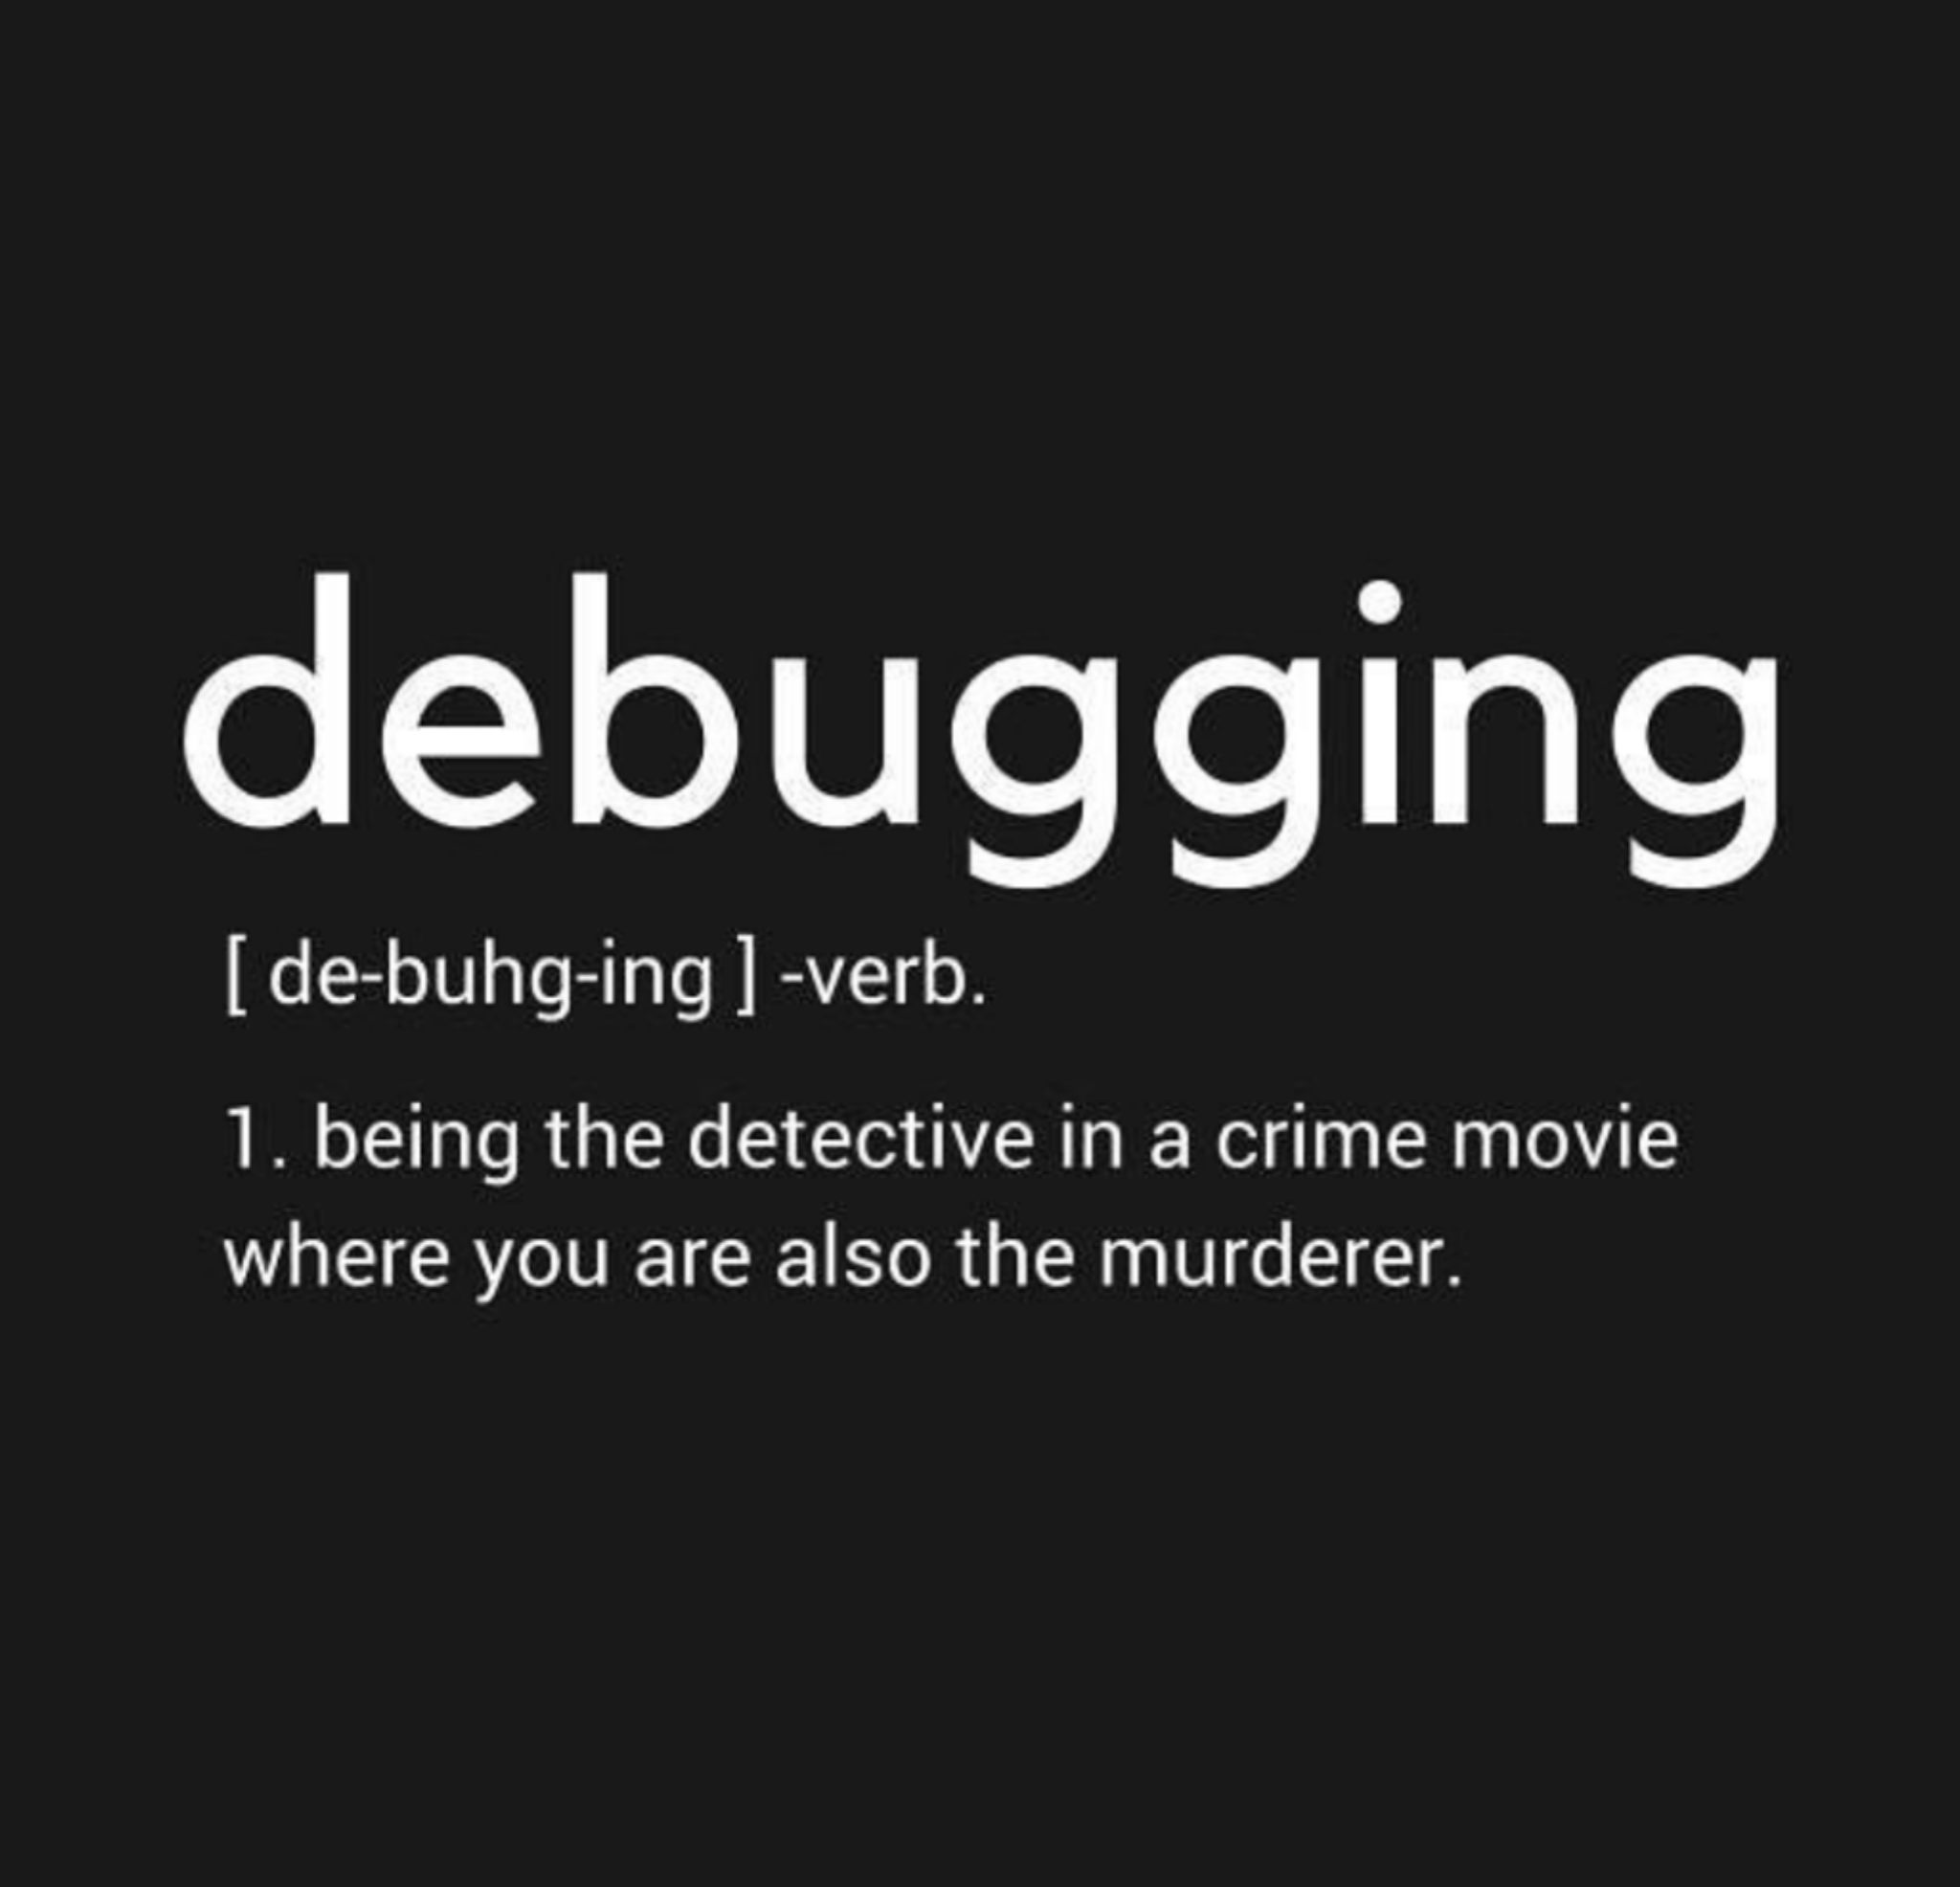 debugging
[ de-buhg-ing ] -verb.
1. being the detective in a crime movie
where you are also the murderer.